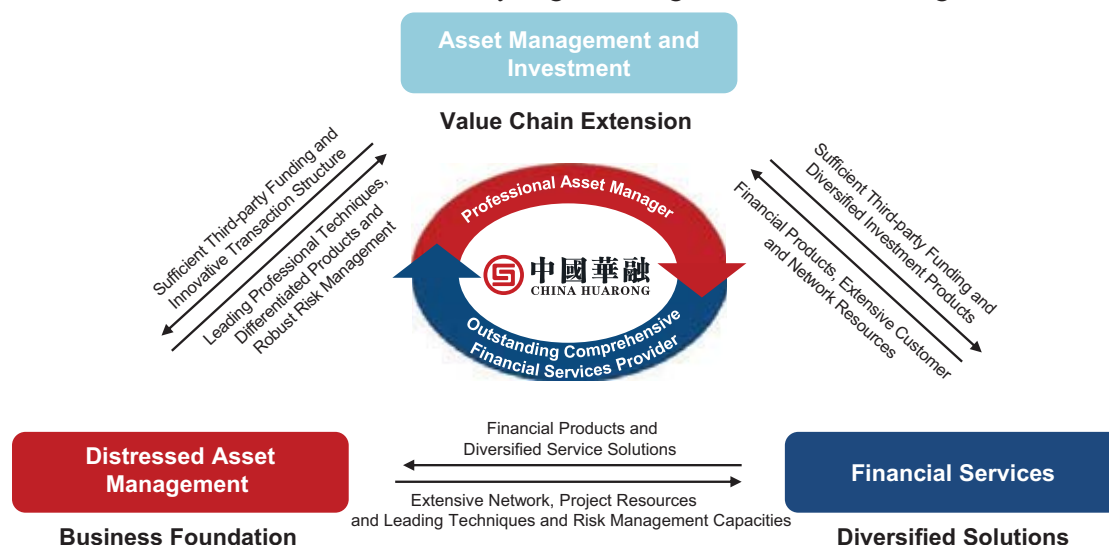 Asset Management and
Investment
Value Chain Extension
Sufficient Third-party Funding and
Innovative Transaction Structure
Leading Professional Techniques,
Differentiated Products and
Robust Risk Management
Professional Asset Manager
中國華融
CHINA HUARONG
Outstanding Comprehensive
Financial Services Provider
Sufficient Third-party Funding and
Diversified Investment Products
Financial Products, Extensive Customer
and Network Resources
Distressed Asset
Management
Business Foundation
Financial Products and
Diversified Service Solutions
Extensive Network, Project Resources
and Leading Techniques and Risk Management Capacities
Financial Services
Diversified Solutions